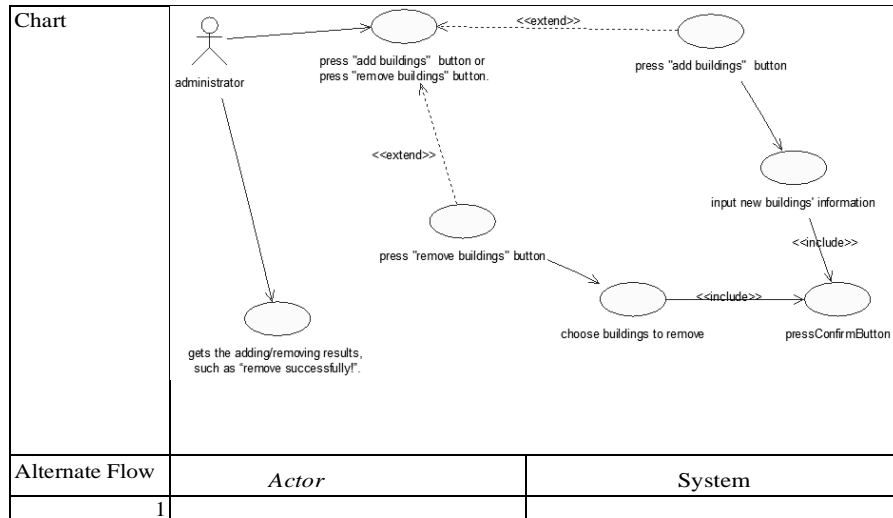 Chart
<<extend>>
press "add buildings" button or
press "remove buildings" button.
press "add buildings" button
administrator
<<extend>>
input new buildings' information
press "remove buildings" button
<<include>>
<<include>>
choose buildings to remove
pressConfirmButton
gets the adding/removing results,
such as “remove successfully!”.
Alternate Flow
Actor
System
1